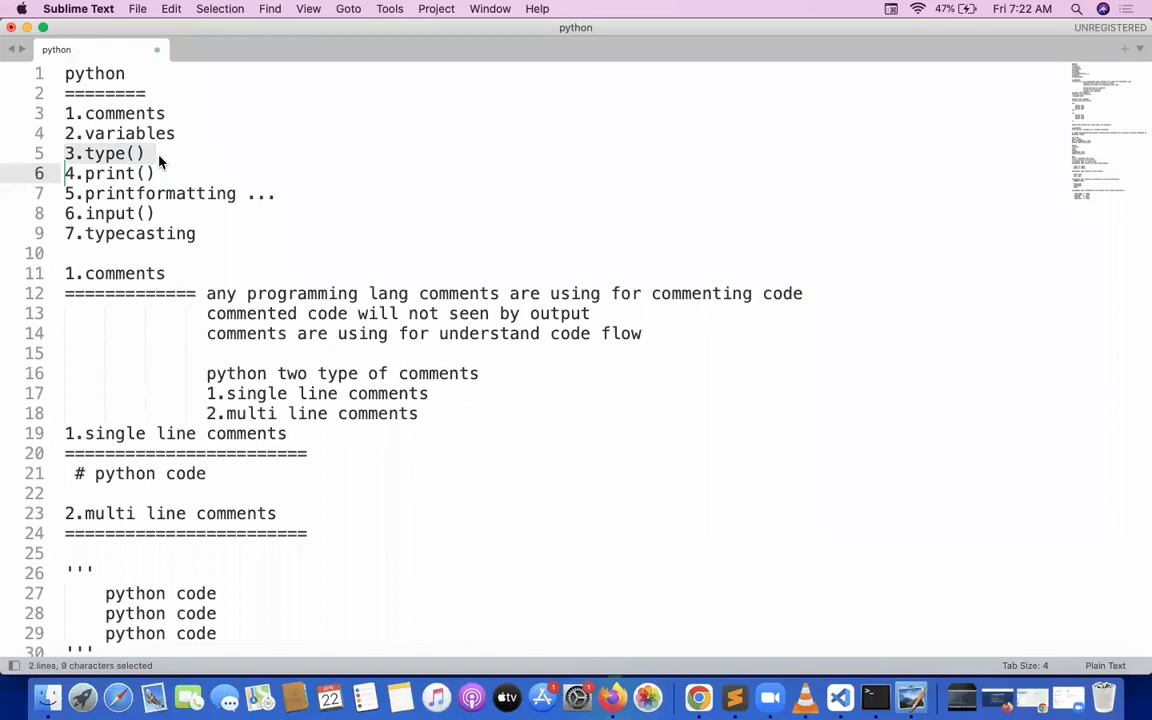 Sublime Text File Edit Selection Find View Goto Tools Project Window Help 47% Fri 7:22 AM
python UNREGISTERED
python
1 python
2 ========
3 1.comments
4 2.variables
5 3.type()
6 4.print()
7 5.printformatting ...
8 6.input()
9 7.typecasting
10
11 1.comments
12 ============= any programming lang comments are using for commenting code
13 commented code will not seen by output
14 comments are using for understand code flow
15
16 python two type of comments
17 1.single line comments
18 2.multi line comments
19 1.single line comments
20 ========================
21 # python code
22
23 2.multi line comments
24 ========================
25
26 '''
27 python code
28 python code
29 python code
30 '''
2 lines, 9 characters selected Tab Size: 4 Plain Text
APR 22 tv 1 1